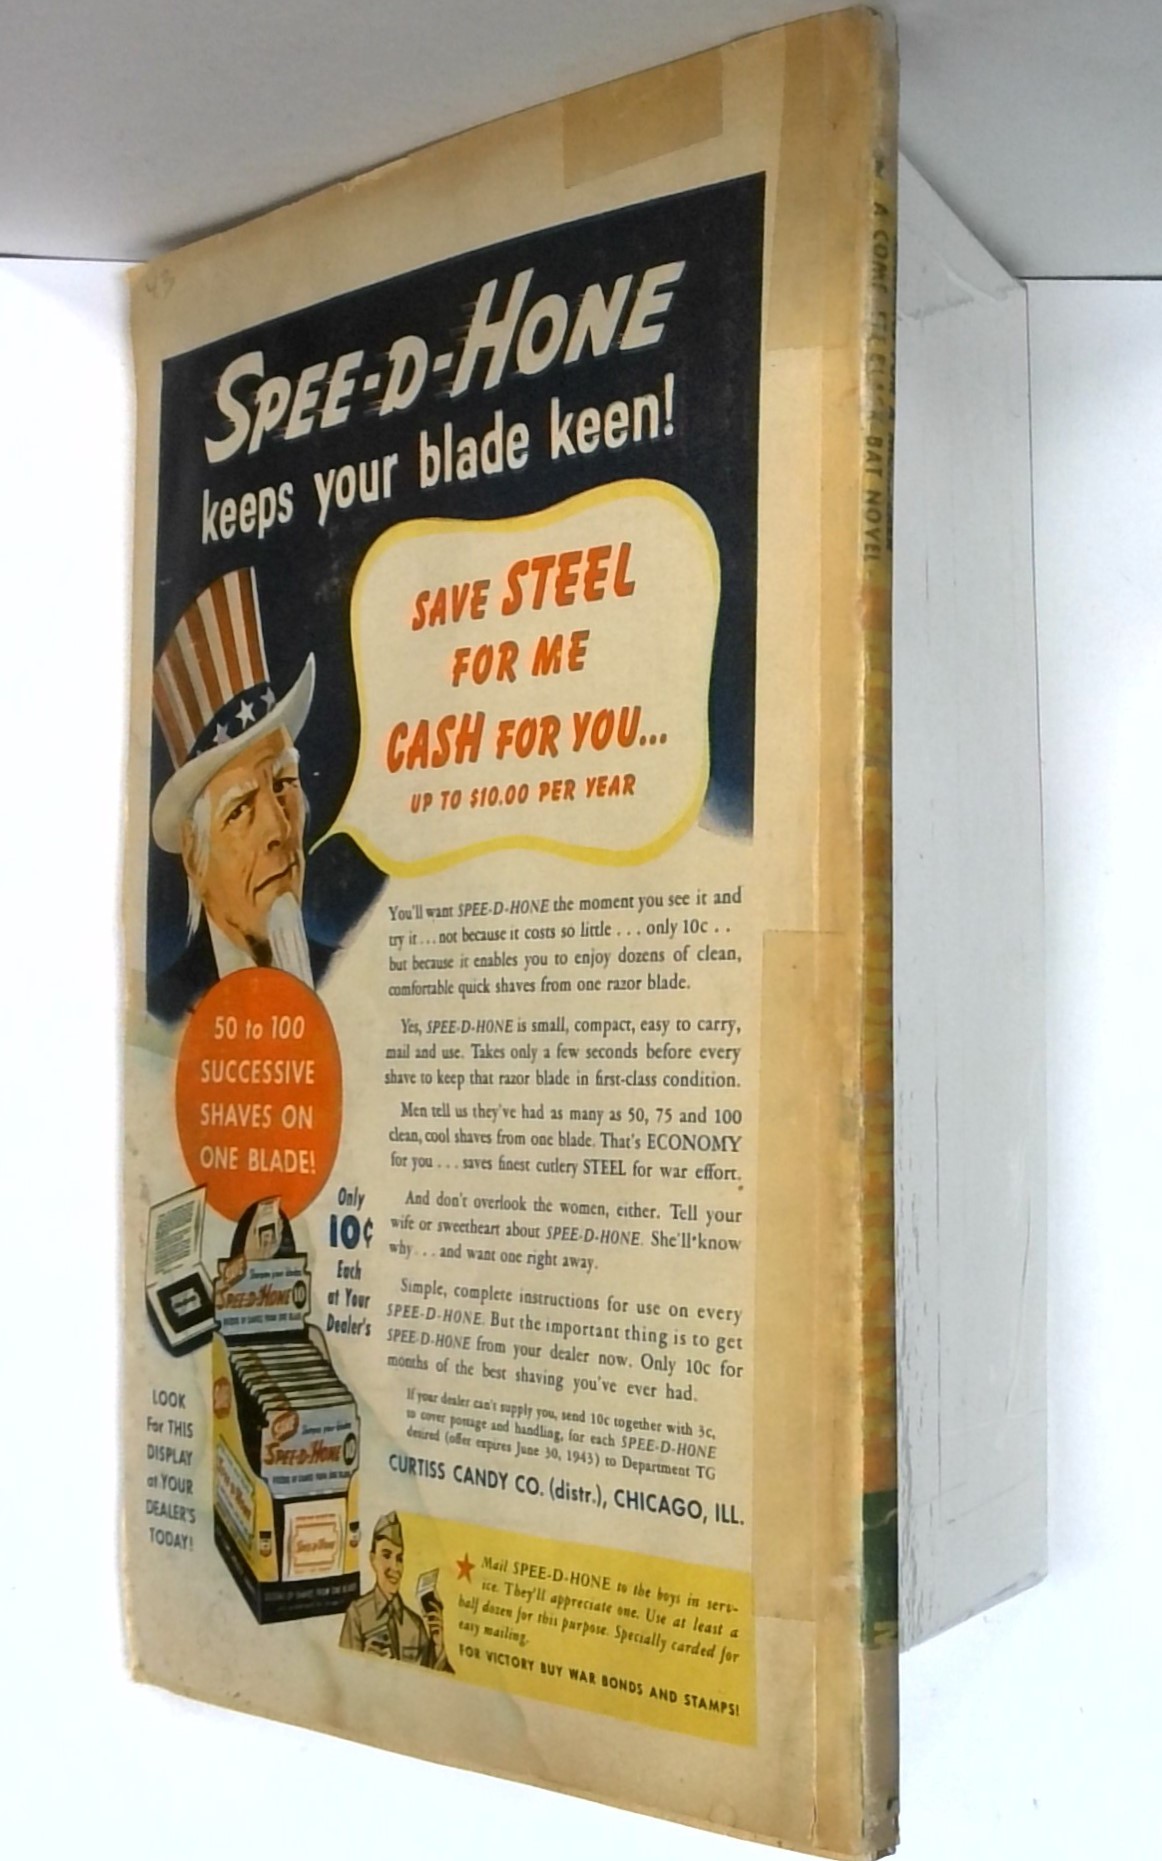 43
SPEE-D-HONE
keeps your blade keen!
SAVE STEEL
FOR ME
CASH FOR YOU...
UP TO $10.00 PER YEAR
You'll want SPEE-D-HONE the moment you see it and
try it... not because it costs so little . . . only 10c . .
but because it enables you to enjoy dozens of clean,
comfortable quick shaves from one razor blade.
Yes, SPEE-D-HONE is small, compact, easy to carry,
mail and use. Takes only a few seconds before every
shave to keep that razor blade in first-class condition.
Men tell us they've had as many as 50, 75 and 100
clean, cool shaves from one blade. That's ECONOMY
for you . . . saves finest cutlery STEEL for war effort.
And don't overlook the women, either. Tell your
wife or sweetheart about SPEE-D-HONE. She'll know
why . . . and want one right away.
Simple, complete instructions for use on every
SPEE-D-HONE. But the important thing is to get
SPEE-D-HONE from your dealer now. Only 10c for
months of the best shaving you've ever had.
If your dealer can't supply you, send 10c together with 3c,
to cover postage and handling, for each SPEE-D-HONE
desired (offer expires June 30, 1943) to Department TG
CURTISS CANDY CO. (distr.), CHICAGO, ILL.
50 to 100
SUCCESSIVE
SHAVES ON
ONE BLADE!
Only
10¢
Each
at Your
Dealer's
SPEE-D-HONE 10
LOOK
For THIS
DISPLAY
at YOUR
DEALER'S
TODAY!
SPEE-D-HONE 10
Spee-d-Hone
Mail SPEE-D-HONE to the boys in serv-
ice. They'll appreciate one. Use at least a
half dozen for this purpose. Specially carded for
easy mailing.
FOR VICTORY BUY WAR BONDS AND STAMPS!
BAT NOVEL